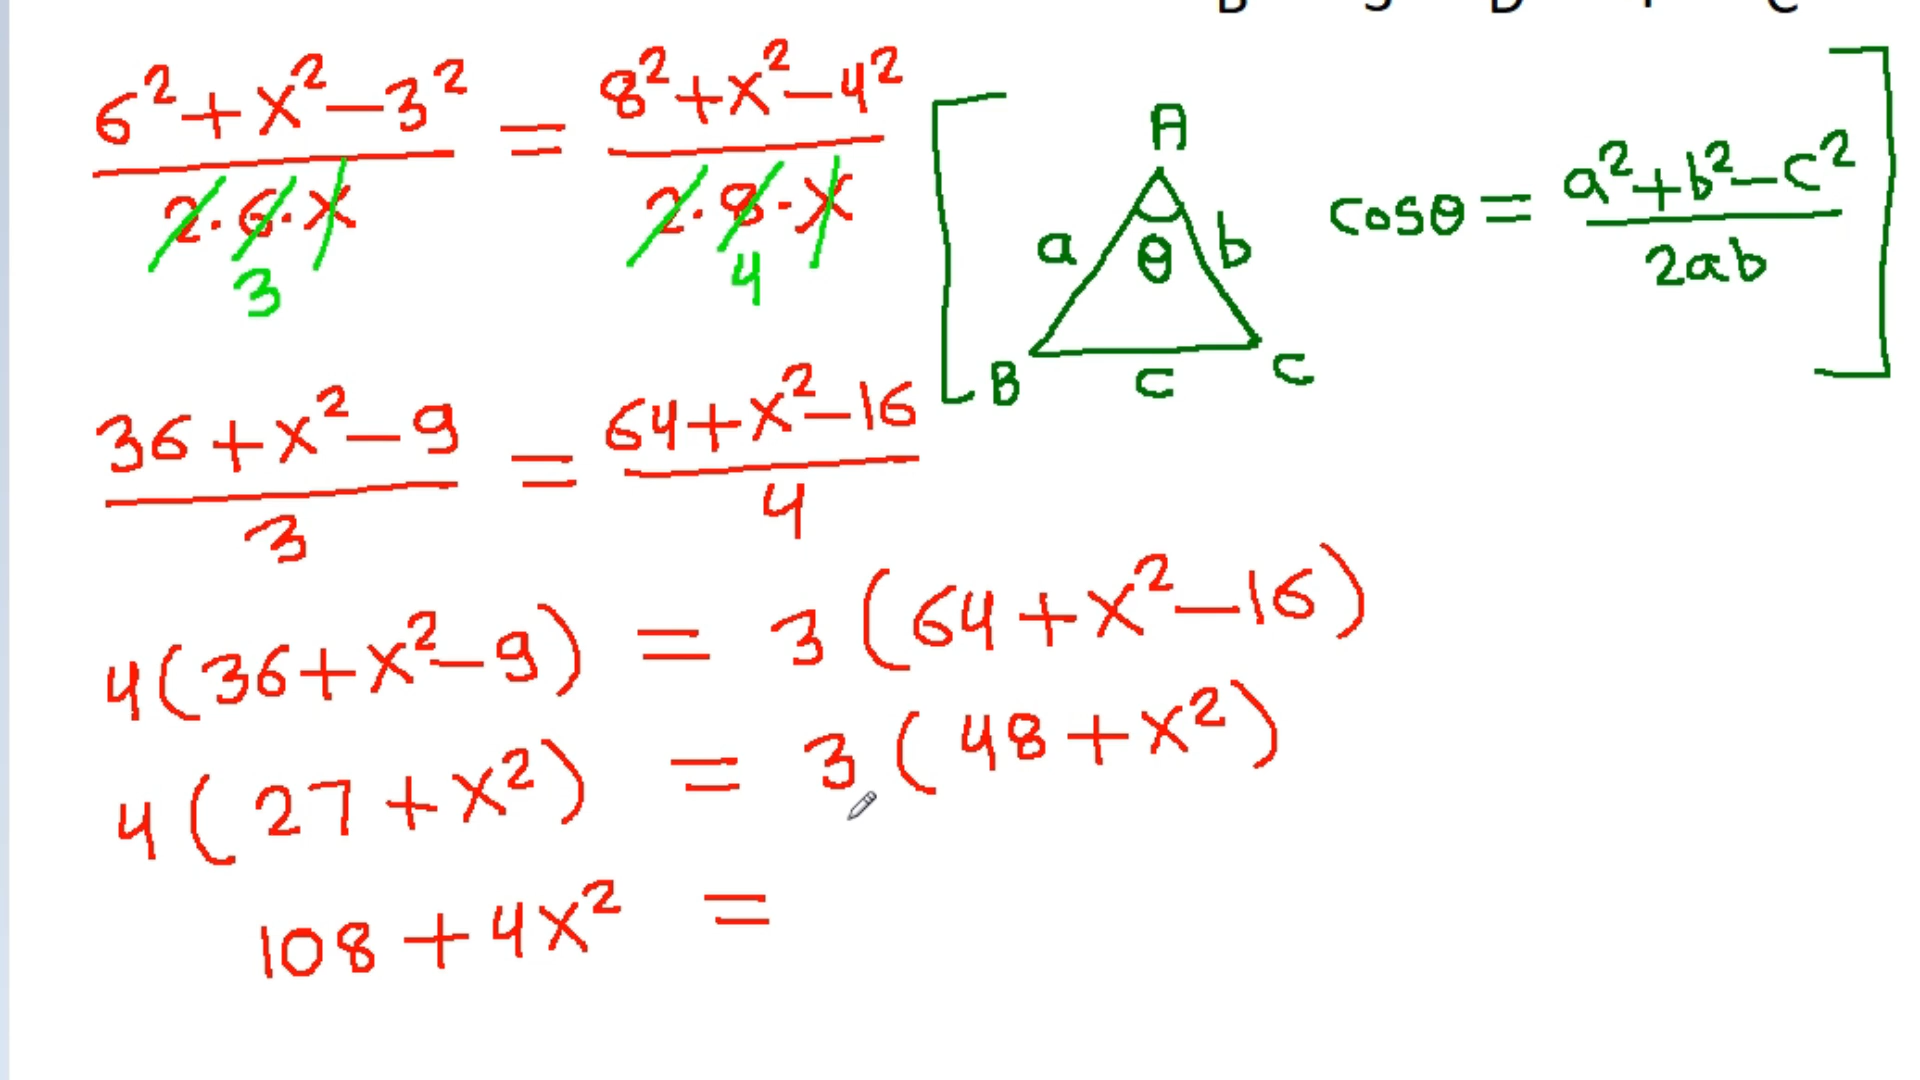 6² + x² − 3² / 2·6·x = 8² + x² − 4² / 2·8·x
3 4
A
a θ b
B c C
cosθ = a² + b² − c² / 2ab
36 + x² − 9 / 3 = 64 + x² − 16 / 4
4(36 + x² − 9) = 3(64 + x² − 16)
4(27 + x²) = 3(48 + x²)
108 + 4x² =